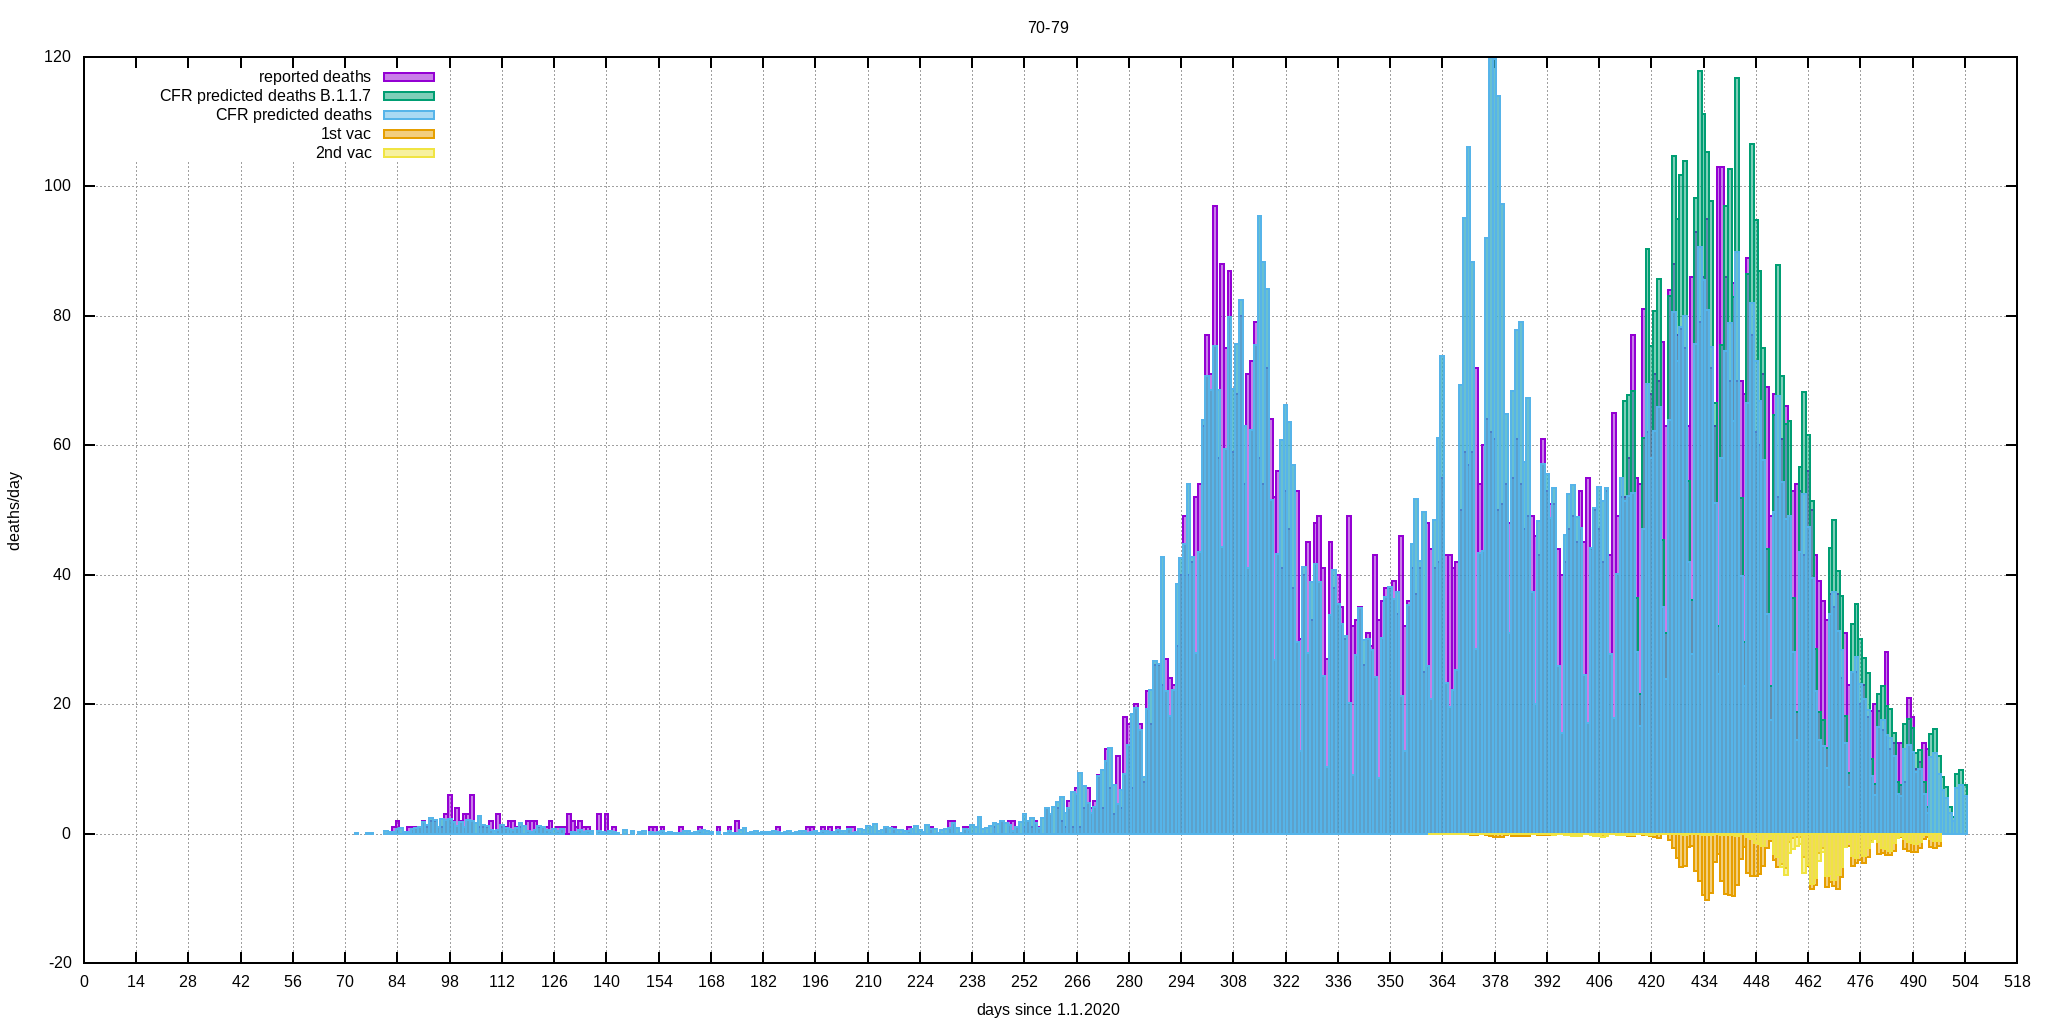 70-79
120
100
80
60
40
20
0
-20
deaths/day
reported deaths
CFR predicted deaths B.1.1.7
CFR predicted deaths
1st vac
2nd vac
0 14 28 42 56 70 84 98 112 126 140 154 168 182 196 210 224 238 252 266 280 294 308 322 336 350 364 378 392 406 420 434 448 462 476 490 504 518
days since 1.1.2020